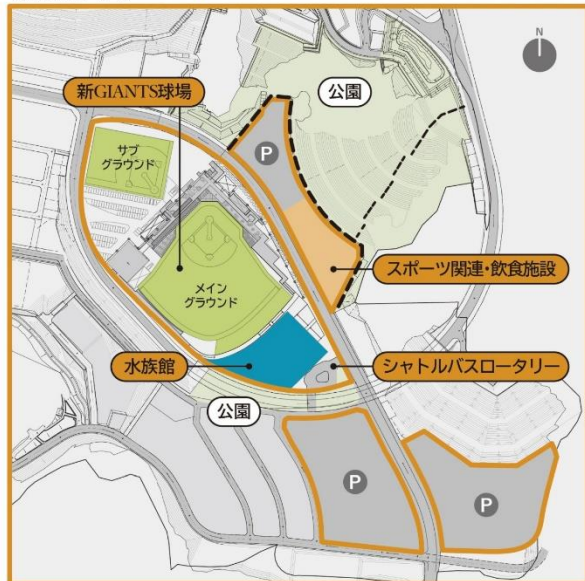 N
公園
新GIANTS球場
サブ
グラウンド
P
スポーツ関連・飲食施設
メイン
グラウンド
水族館
シャトルバスロータリー
公園
P
P